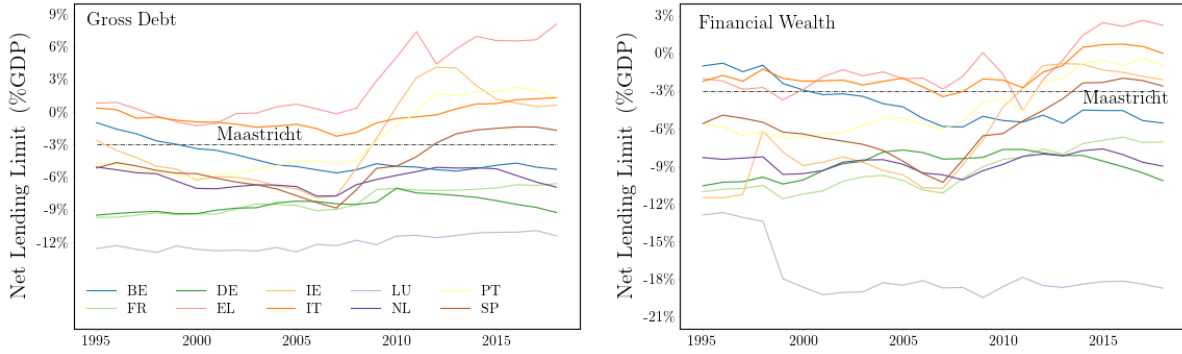 Gross Debt
Net Lending Limit (%GDP)
9%
6%
3%
0%
-3%
-6%
-9%
-12%
Maastricht
BE
DE
IE
LU
PT
FR
EL
IT
NL
SP
1995
2000
2005
2010
2015
Financial Wealth
Net Lending Limit (%GDP)
3%
0%
-3%
-6%
-9%
-12%
-15%
-18%
-21%
Maastricht
1995
2000
2005
2010
2015